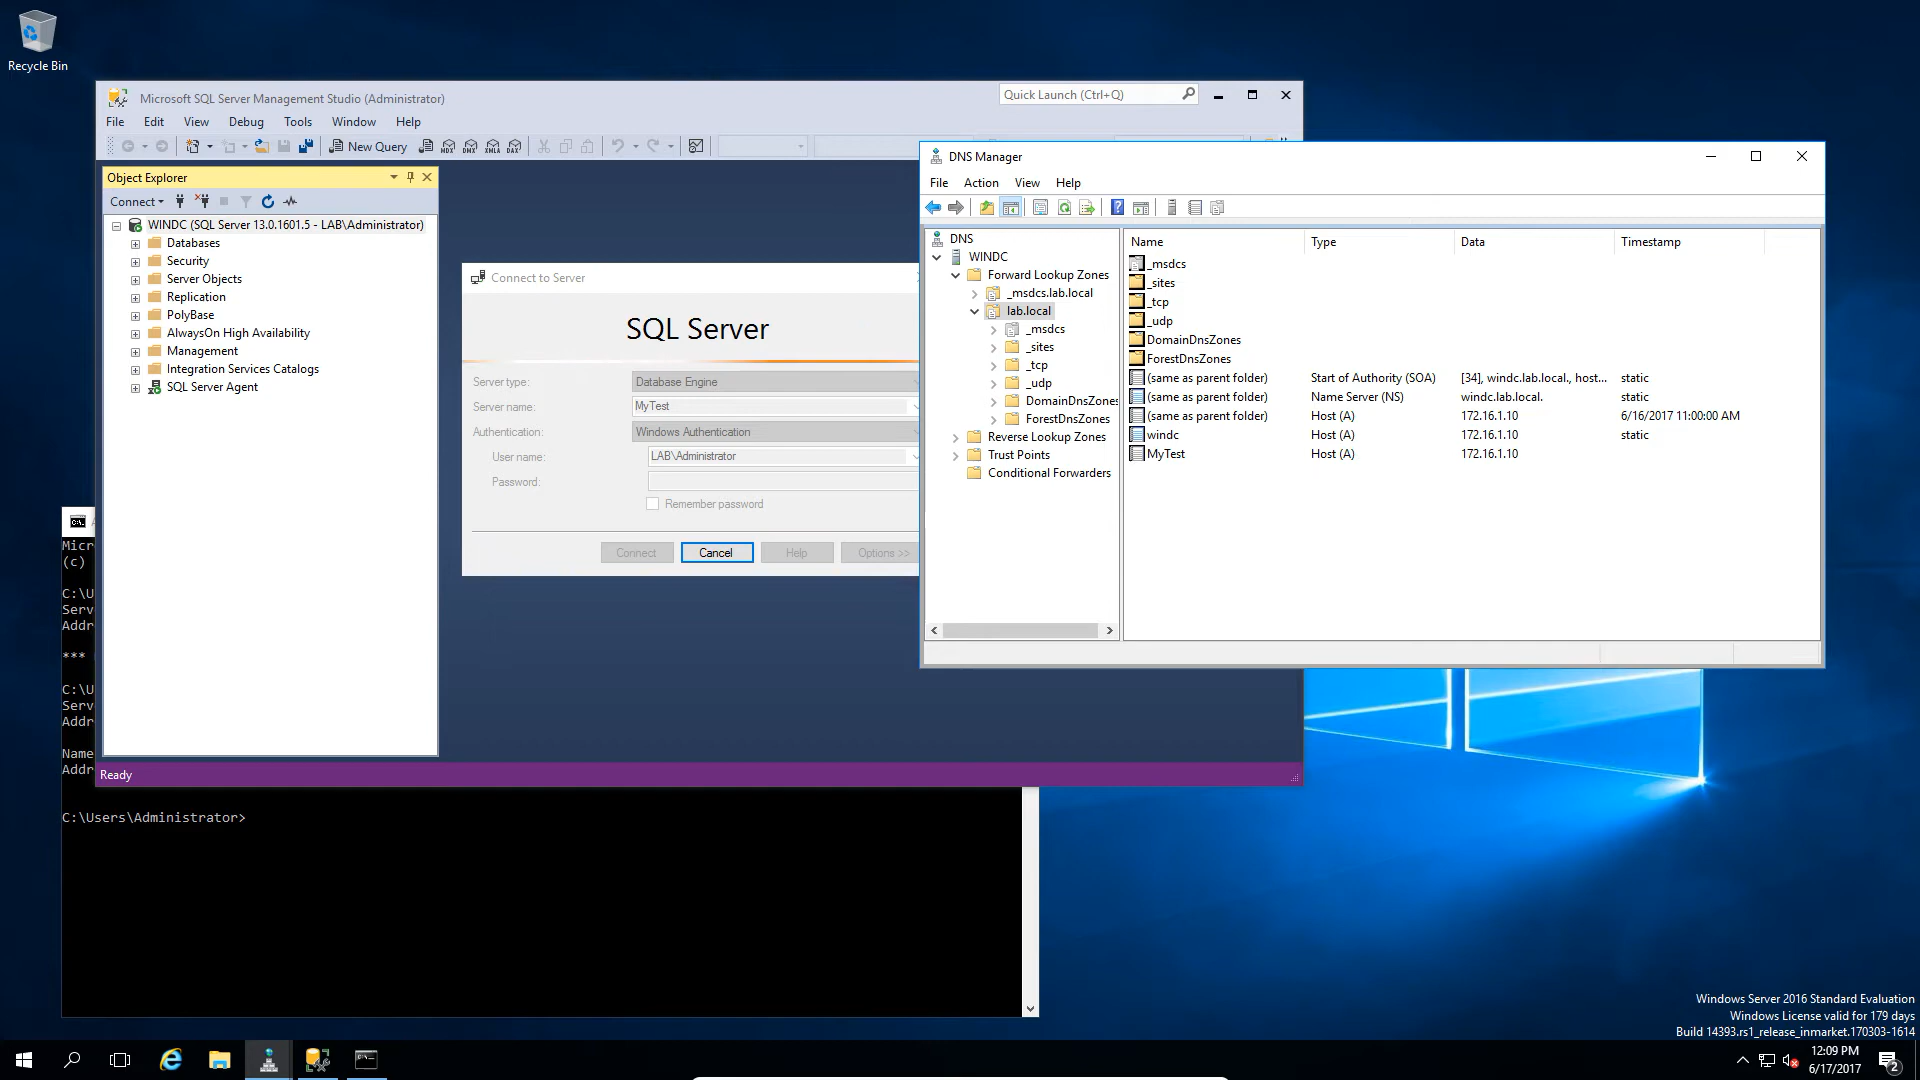 Recycle Bin
Microsoft SQL Server Management Studio (Administrator)
Quick Launch (Ctrl+Q)
File Edit View Debug Tools Window Help
New Query
MDX DMX XMLA DAX
Object Explorer
Connect
WINDC (SQL Server 13.0.1601.5 - LAB\Administrator)
Databases
Security
Server Objects
Replication
PolyBase
AlwaysOn High Availability
Management
Integration Services Catalogs
SQL Server Agent
Connect to Server
SQL Server
Server type: Database Engine
Server name: MyTest
Authentication: Windows Authentication
User name: LAB\Administrator
Password:
Remember password
Connect Cancel Help Options >>
Ready
DNS Manager
File Action View Help
DNS
WINDC
Forward Lookup Zones
_msdcs.lab.local
lab.local
_msdcs
_sites
_tcp
_udp
DomainDnsZones
ForestDnsZones
Reverse Lookup Zones
Trust Points
Conditional Forwarders
Name Type Data Timestamp
_msdcs
_sites
_tcp
_udp
DomainDnsZones
ForestDnsZones
(same as parent folder) Start of Authority (SOA) [34], windc.lab.local., host... static
(same as parent folder) Name Server (NS) windc.lab.local. static
(same as parent folder) Host (A) 172.16.1.10 6/16/2017 11:00:00 AM
windc Host (A) 172.16.1.10 static
MyTest Host (A) 172.16.1.10
Micr
(c)
C:\U
Serv
Addr
***
C:\U
Serv
Addr
Name
Addr
C:\Users\Administrator>
Windows Server 2016 Standard Evaluation
Windows License valid for 179 days
Build 14393.rs1_release_inmarket.170303-1614
12:09 PM
6/17/2017
2